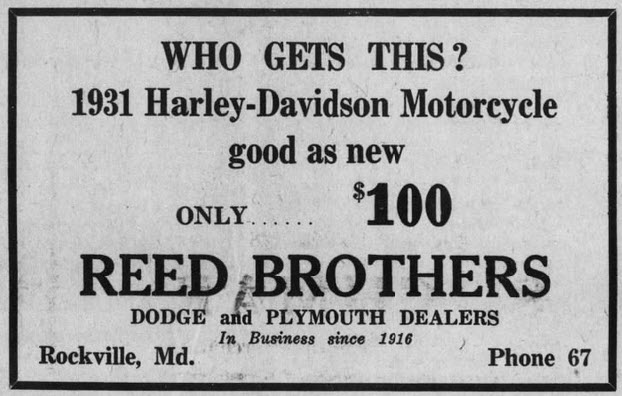 WHO GETS THIS?
1931 Harley-Davidson Motorcycle
good as new
ONLY...... $100
REED BROTHERS
DODGE and PLYMOUTH DEALERS
In Business since 1916
Rockville, Md. Phone 67